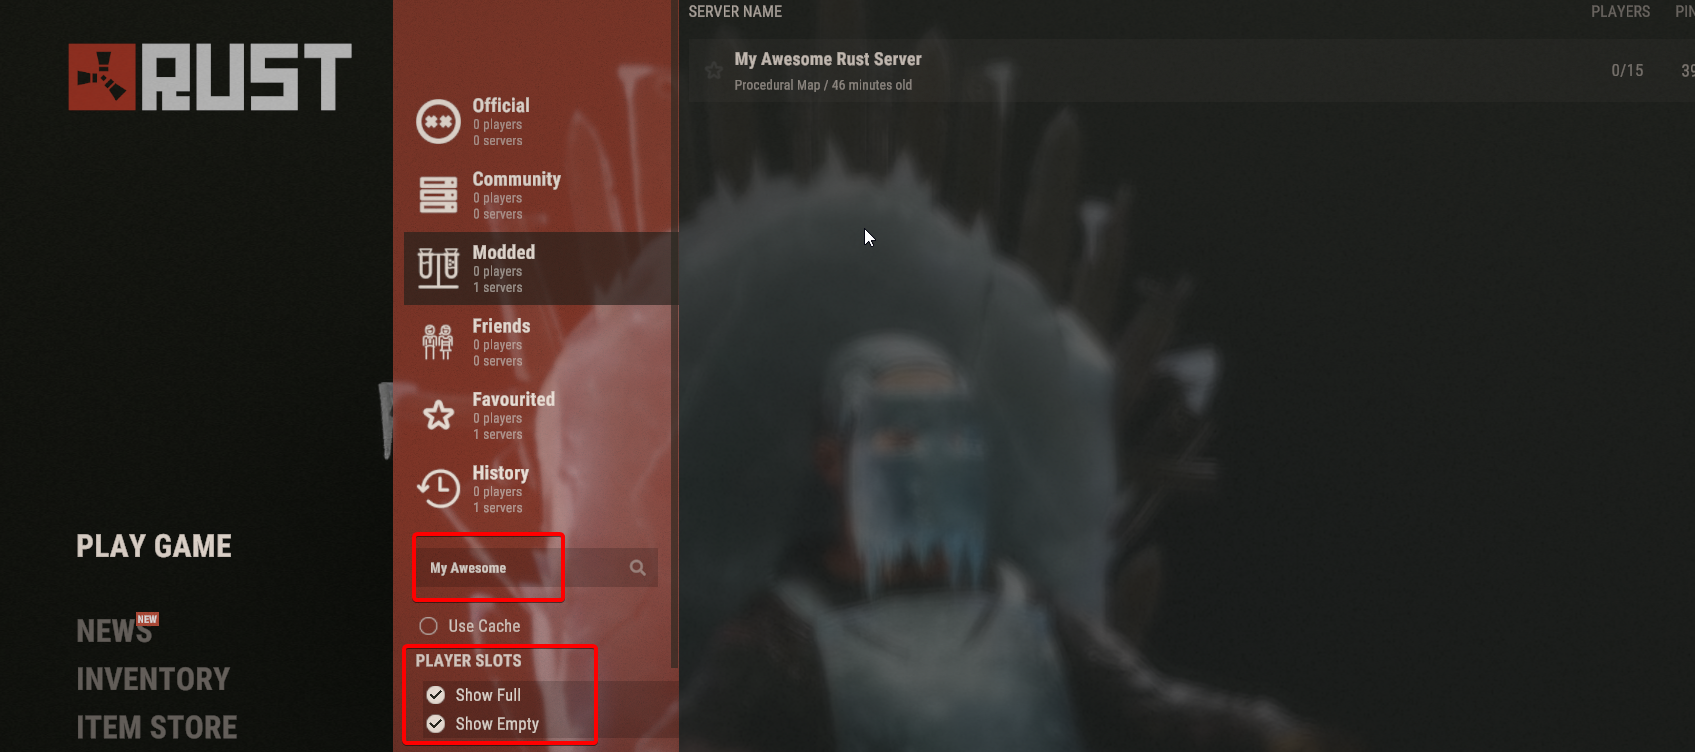 RUST
PLAY GAME
NEWS
NEW
INVENTORY
ITEM STORE
Official
0 players
0 servers
Community
0 players
0 servers
Modded
0 players
1 servers
Friends
0 players
0 servers
Favourited
0 players
1 servers
History
0 players
1 servers
My Awesome
Use Cache
PLAYER SLOTS
Show Full
Show Empty
SERVER NAME PLAYERS
My Awesome Rust Server
Procedural Map / 46 minutes old
0/15